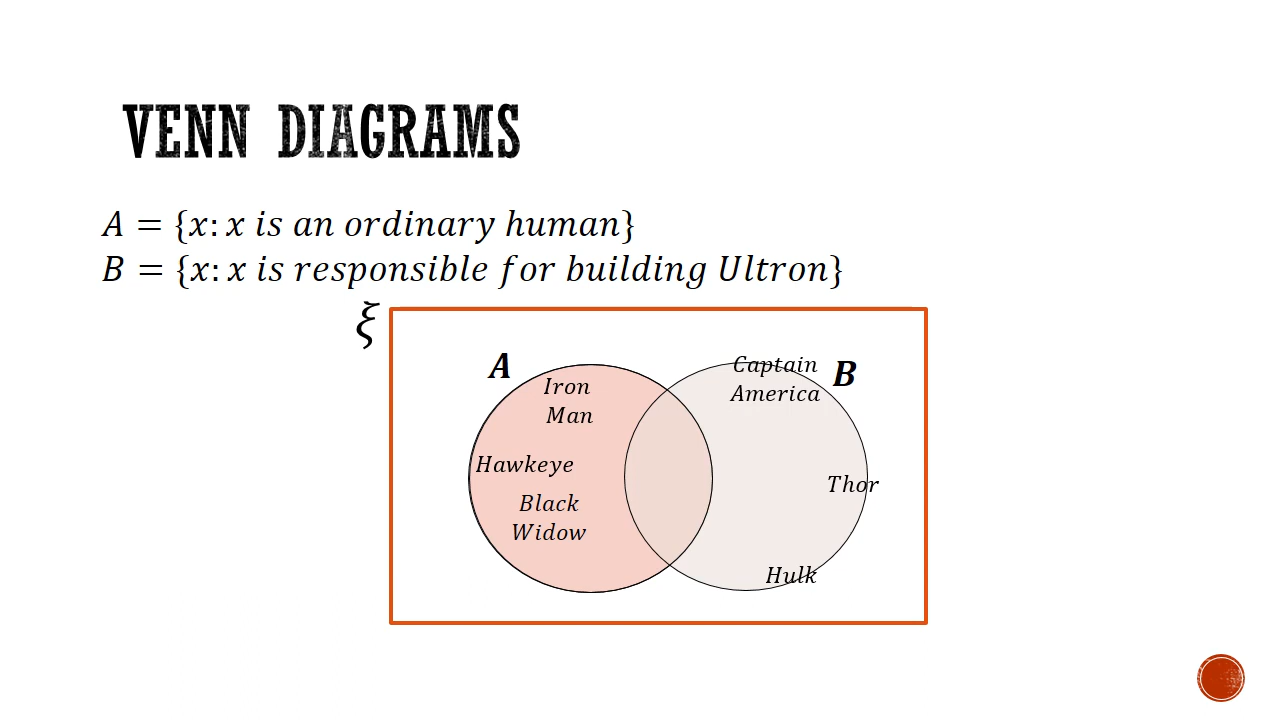 VENN DIAGRAMS
A = {x: x is an ordinary human}
B = {x: x is responsible for building Ultron}
ξ
A
Iron
Man
Hawkeye
Black
Widow
Captain
America
B
Thor
Hulk